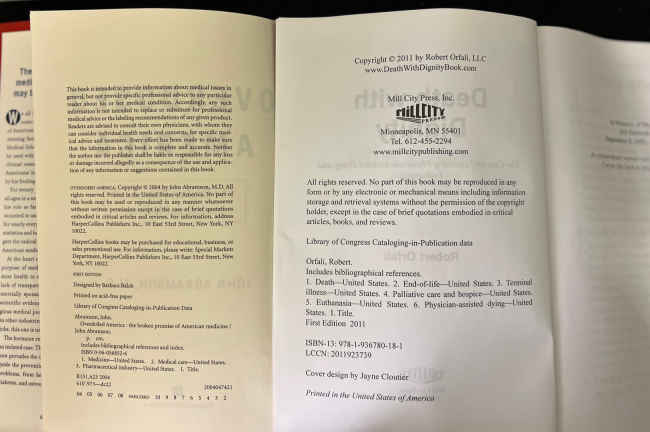 This book is intended to provide information about medical issues in
general, but not provide specific professional advice to any particular
reader about his or her medical condition. Accordingly, any such
information is not intended to replace or substitute for professional
medical advice or the labeling recommendations of any given product.
Readers are advised to consult their own physicians, with whom they
can consider individual health needs and concerns, for specific med-
ical advice and treatment. Every effort has been made to make sure
that the information in this book is complete and accurate. Neither
the author nor the publisher shall be liable or responsible for any loss
or damage incurred allegedly as a consequence of the use and applica-
tion of any information or suggestions contained in this book.
OVERDOSED AMERICA. Copyright © 2004 by John Abramson, M.D. All
rights reserved. Printed in the United States of America. No part of
this book may be used or reproduced in any manner whatsoever
without written permission except in the case of brief quotations
embodied in critical articles and reviews. For information, address
HarperCollins Publishers Inc., 10 East 53rd Street, New York, NY
10022.
HarperCollins books may be purchased for educational, business, or
sales promotional use. For information, please write: Special Markets
Department, HarperCollins Publishers Inc., 10 East 53rd Street, New
York, NY 10022.
FIRST EDITION
Designed by Barbara
Printed on acid-free paper
Library of Congress Cataloging-in-Publication Data
Abramson, John.
Overdosed America : the broken promise of American medicine /
John Abramson.
p. cm.
Includes bibliographical references and index.
1. Medicine—United States. 2. Medical care—United States.
3. Pharmaceutical industry—United States. I. Title.
2004047421
04 05 06 07 08 10 9 8 7 6 5 4 3 2
Copyright © 2011 by Robert Orfali, LLC
www.DeathWithDignityBook.com
Mill City Press, Inc.
MILL CITY
PRESS
Minneapolis, MN 55401
Tel. 612-455-2294
www.millcitypublishing.com
All rights reserved. No part of this book may be reproduced in any
form or by any electronic or mechanical means including information
storage and retrieval systems without the permission of the copyright
holder, except in the case of brief quotations embodied in critical
articles, books, and reviews.
Library of Congress Cataloging-in-Publication data
Orfali, Robert.
Includes bibliographical references.
1. Death—United States. 2. End-of-life—United States. 3. Terminal
illness—United States. 4. Palliative care and hospice—United States.
5. Euthanasia—United States. 6. Physician-assisted dying—United
States. 1. Title.
First Edition 2011
ISBN-13: 978-1-936780-18-1
LCCN: 2011923739
Cover design by Jayne Cloutier
Printed in the United States of America